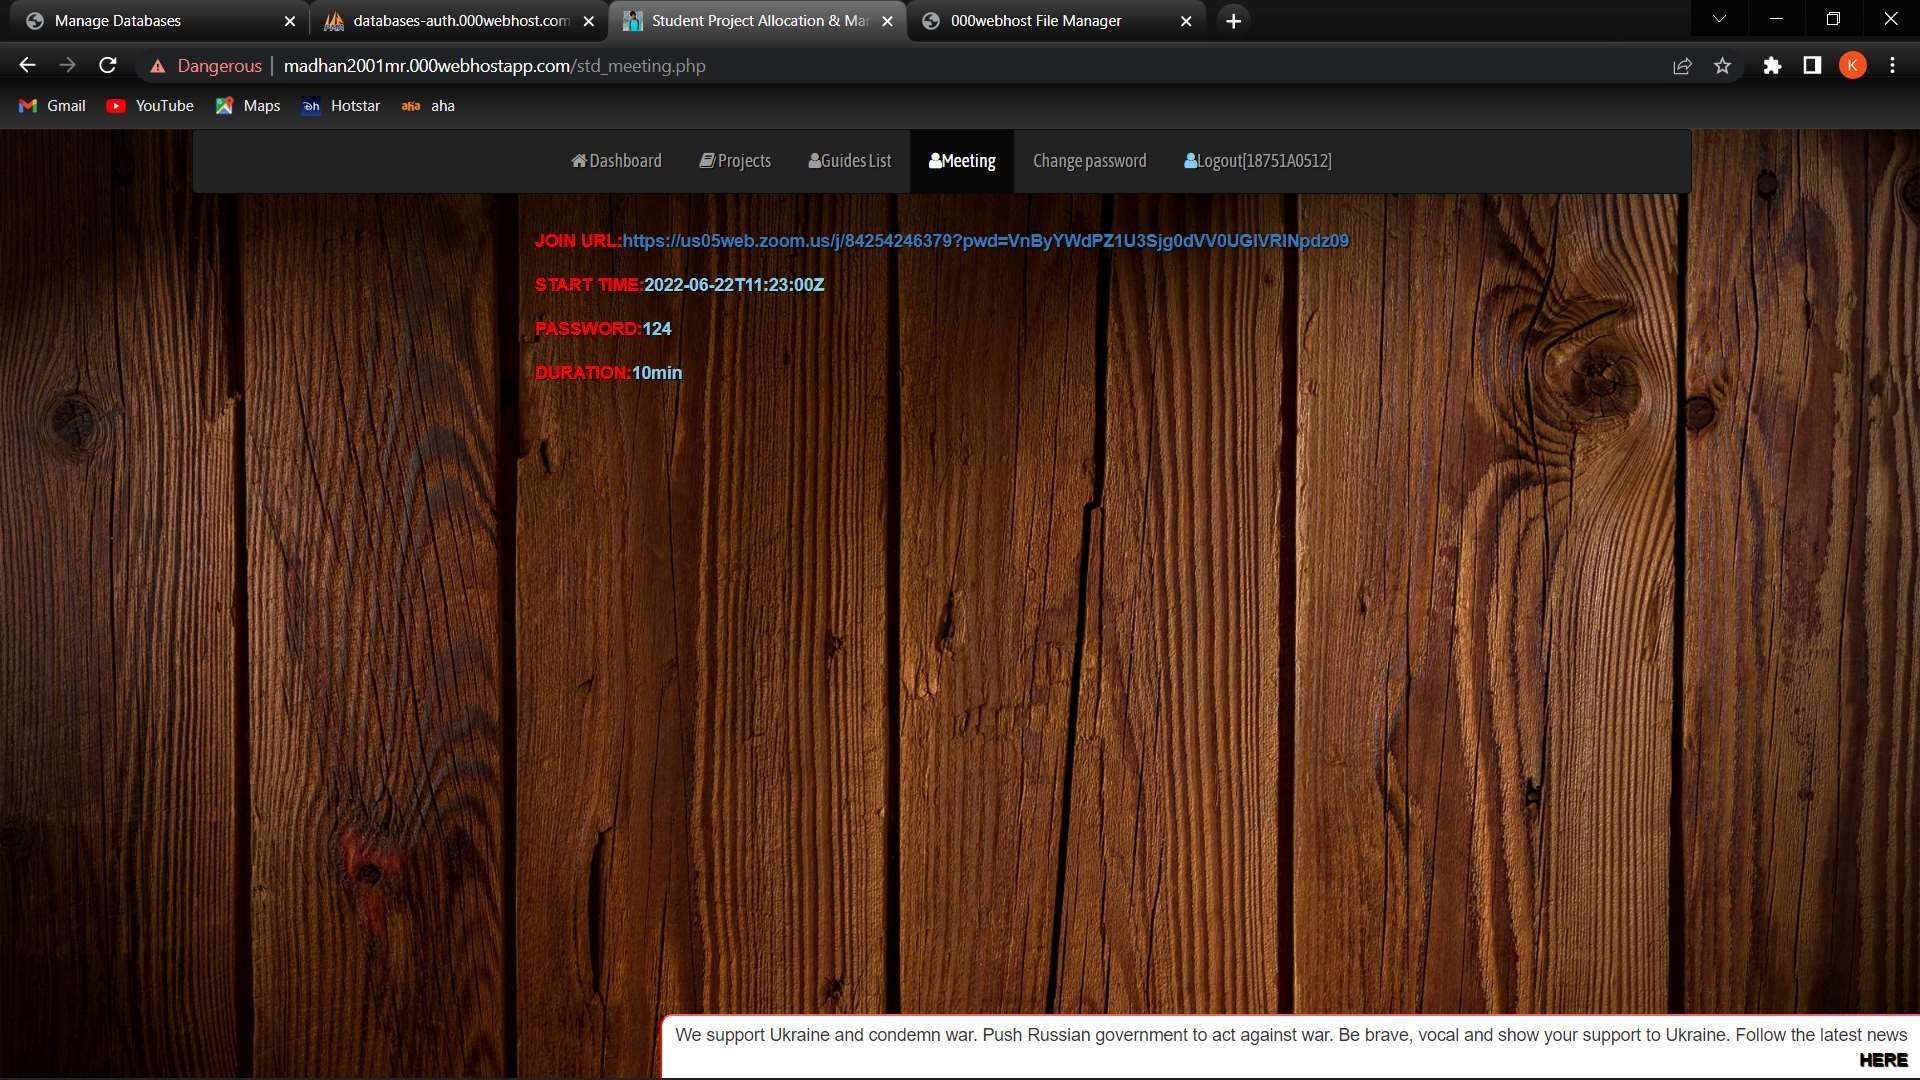 Manage Databases
databases-auth.000webhost.com
Student Project Allocation & Ma
000webhost File Manager
Dangerous
madhan2001mr.000webhostapp.com/std_meeting.php
K
Gmail
YouTube
Maps
Hotstar
aha
Dashboard
Projects
Guides List
Meeting
Change password
Logout[18751A0512]
JOIN URL:https://us05web.zoom.us/j/84254246379?pwd=VnByYWdPZ1U3Sjg0dVV0UGlVRlNpdz09
START TIME:2022-06-22T11:23:00Z
PASSWORD:124
DURATION:10min
We support Ukraine and condemn war. Push Russian government to act against war. Be brave, vocal and show your support to Ukraine. Follow the latest news
HERE